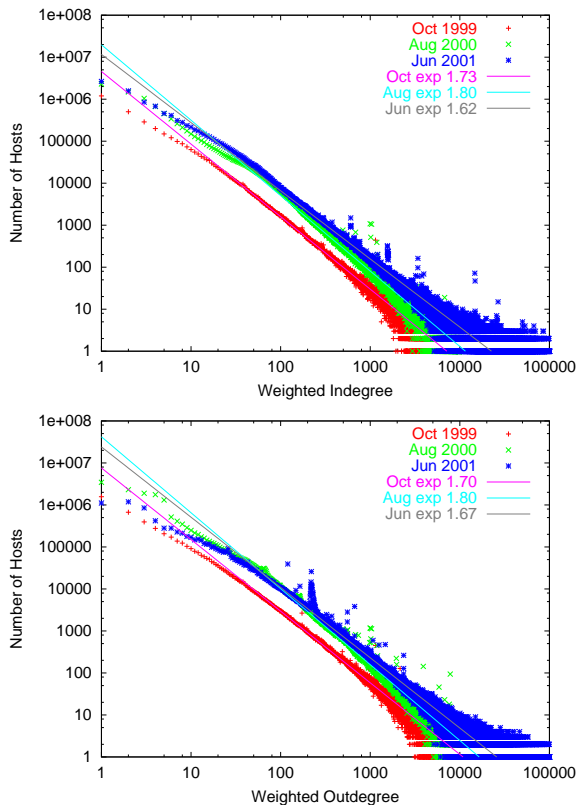 1e+008
1e+007
1e+006
100000
10000
1000
100
10
1
Number of Hosts
Oct 1999
Aug 2000
Jun 2001
Oct exp 1.73
Aug exp 1.80
Jun exp 1.62
1 10 100 1000 10000 100000
Weighted Indegree
1e+008
1e+007
1e+006
100000
10000
1000
100
10
1
Number of Hosts
Oct 1999
Aug 2000
Jun 2001
Oct exp 1.70
Aug exp 1.80
Jun exp 1.67
1 10 100 1000 10000 100000
Weighted Outdegree